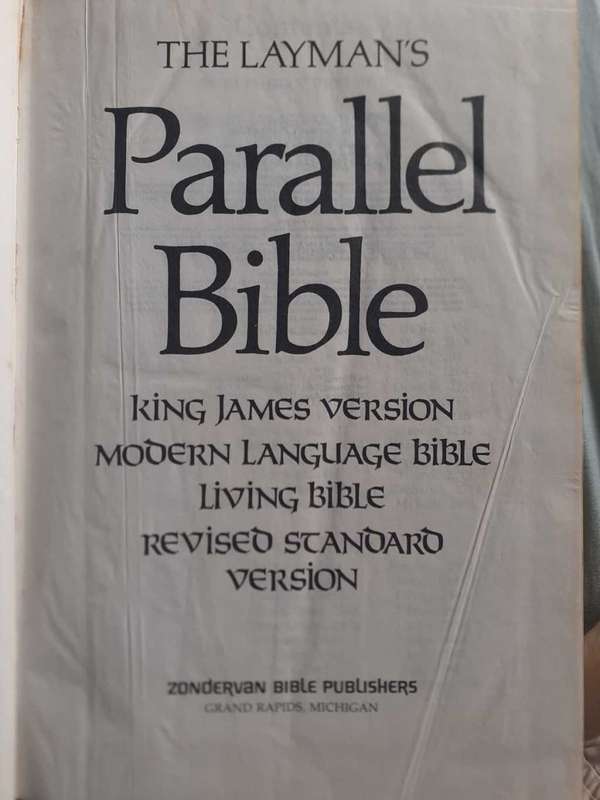 THE LAYMAN'S
Parallel
Bible
KING JAMES VERSION
MODERN LANGUAGE BIBLE
LIVING BIBLE
REVISED STANDARD
VERSION
ZONDERVAN BIBLE PUBLISHERS
GRAND RAPIDS, MICHIGAN